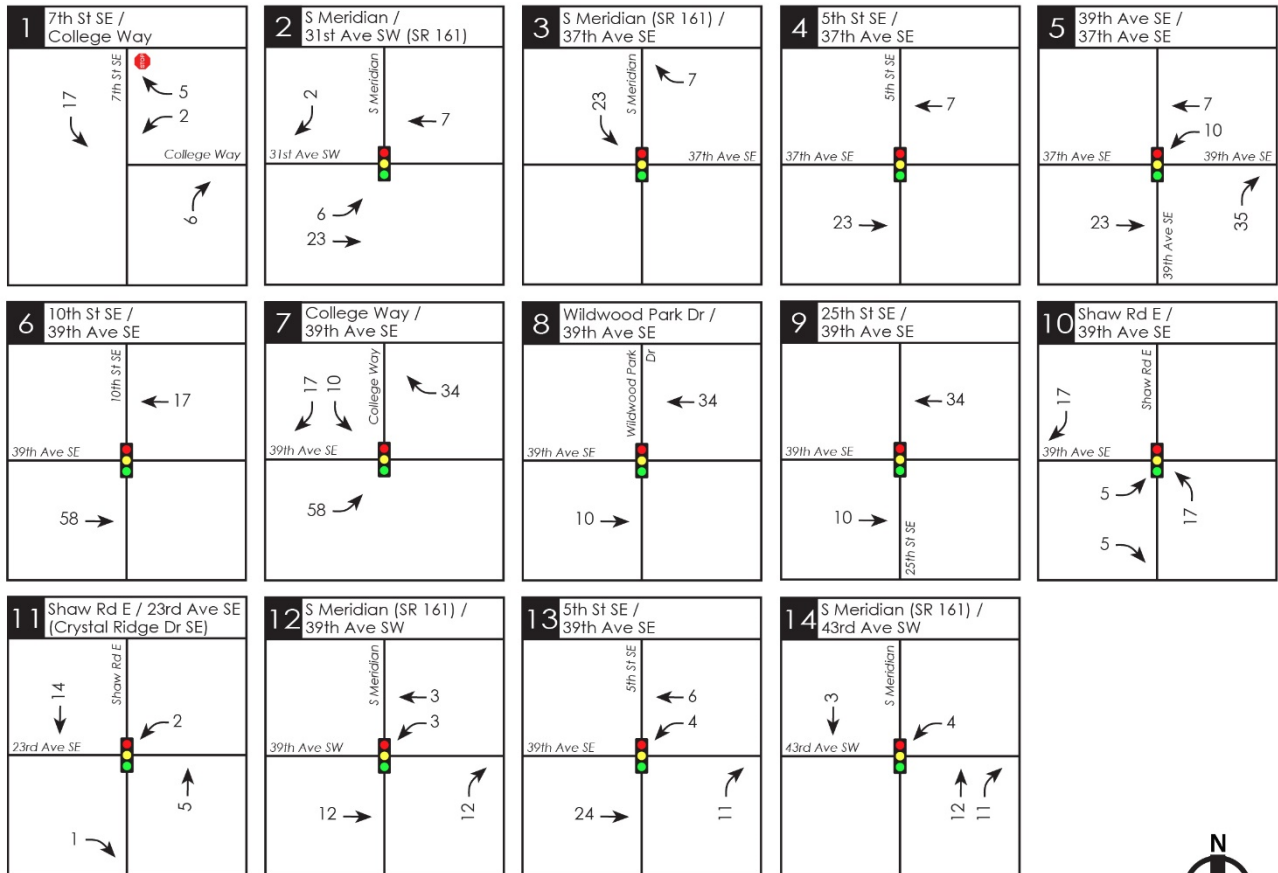 1
7th St SE /
College Way
7th St SE
STOP
17
5
2
College Way
6
2
S Meridian /
31st Ave SW (SR 161)
S Meridian
2
7
31st Ave SW
6
23
3
S Meridian (SR 161) /
37th Ave SE
S Meridian
7
23
37th Ave SE
4
5th St SE /
37th Ave SE
5th St SE
7
37th Ave SE
23
5
39th Ave SE /
37th Ave SE
7
10
37th Ave SE
39th Ave SE
23
35
39th Ave SE
6
10th St SE /
39th Ave SE
10th St SE
17
39th Ave SE
58
7
College Way /
39th Ave SE
17
10
College Way
34
39th Ave SE
58
8
Wildwood Park Dr /
39th Ave SE
Wildwood Park
Dr
34
39th Ave SE
10
9
25th St SE /
39th Ave SE
34
39th Ave SE
10
25th St SE
10
Shaw Rd E /
39th Ave SE
Shaw Rd E
17
39th Ave SE
5
17
5
11
Shaw Rd E / 23rd Ave SE
(Crystal Ridge Dr SE)
Shaw Rd E
14
2
23rd Ave SE
5
1
12
S Meridian (SR 161) /
39th Ave SW
S Meridian
3
3
39th Ave SW
12
12
13
5th St SE /
39th Ave SE
5th St SE
6
4
39th Ave SE
24
11
14
S Meridian (SR 161) /
43rd Ave SW
S Meridian
3
4
43rd Ave SW
12
11
N